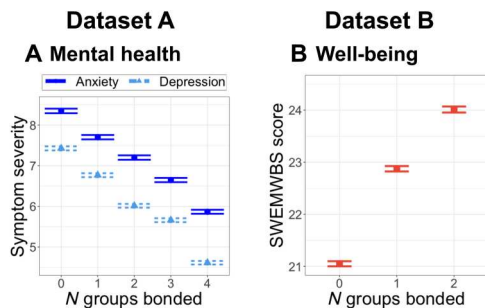 Dataset A
A Mental health
Anxiety Depression
Symptom severity
8
7
6
5
0 1 2 3 4
N groups bonded
Dataset B
B Well-being
SWEMWBS score
24
23
22
21
0 1 2
N groups bonded